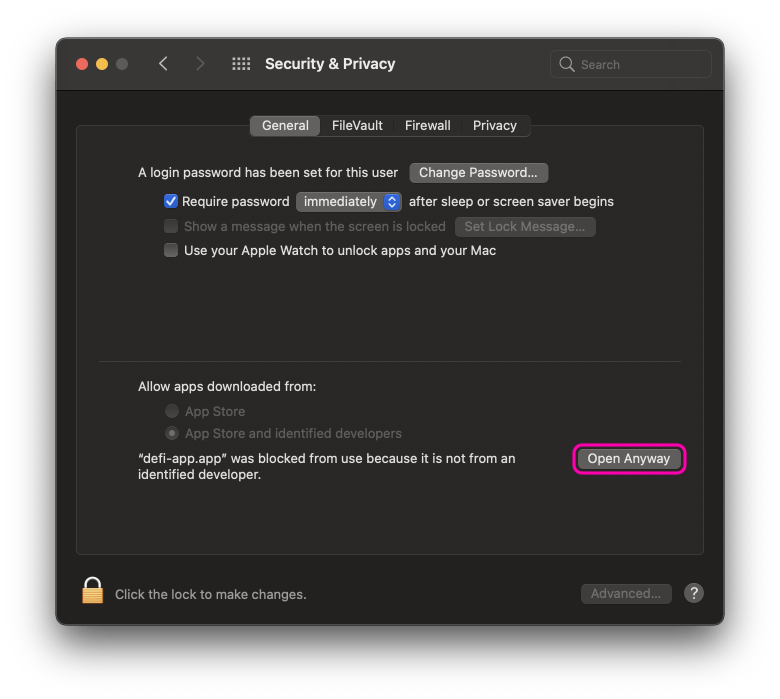 Security & Privacy
Search
General FileVault Firewall Privacy
A login password has been set for this user Change Password...
Require password immediately after sleep or screen saver begins
Show a message when the screen is locked Set Lock Message...
Use your Apple Watch to unlock apps and your Mac
Allow apps downloaded from:
App Store
App Store and identified developers
“defi-app.app” was blocked from use because it is not from an
identified developer.
Open Anyway
Click the lock to make changes.
Advanced...
?